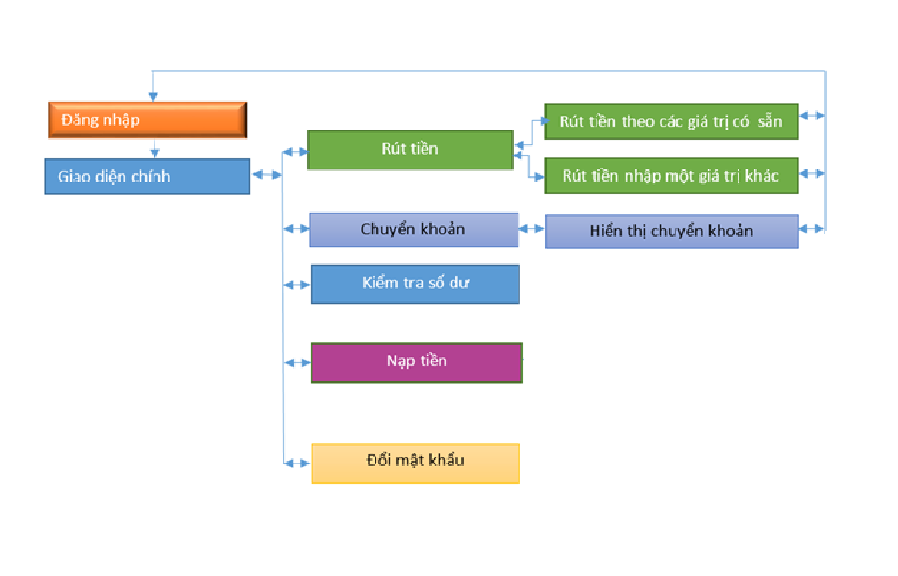 Đăng nhập
Giao diện chính
Rút tiền
Rút tiền theo các giá trị có sẵn
Rút tiền nhập một giá trị khác
Chuyển khoản
Hiển thị chuyển khoản
Kiểm tra số dư
Nạp tiền
Đổi mật khẩu